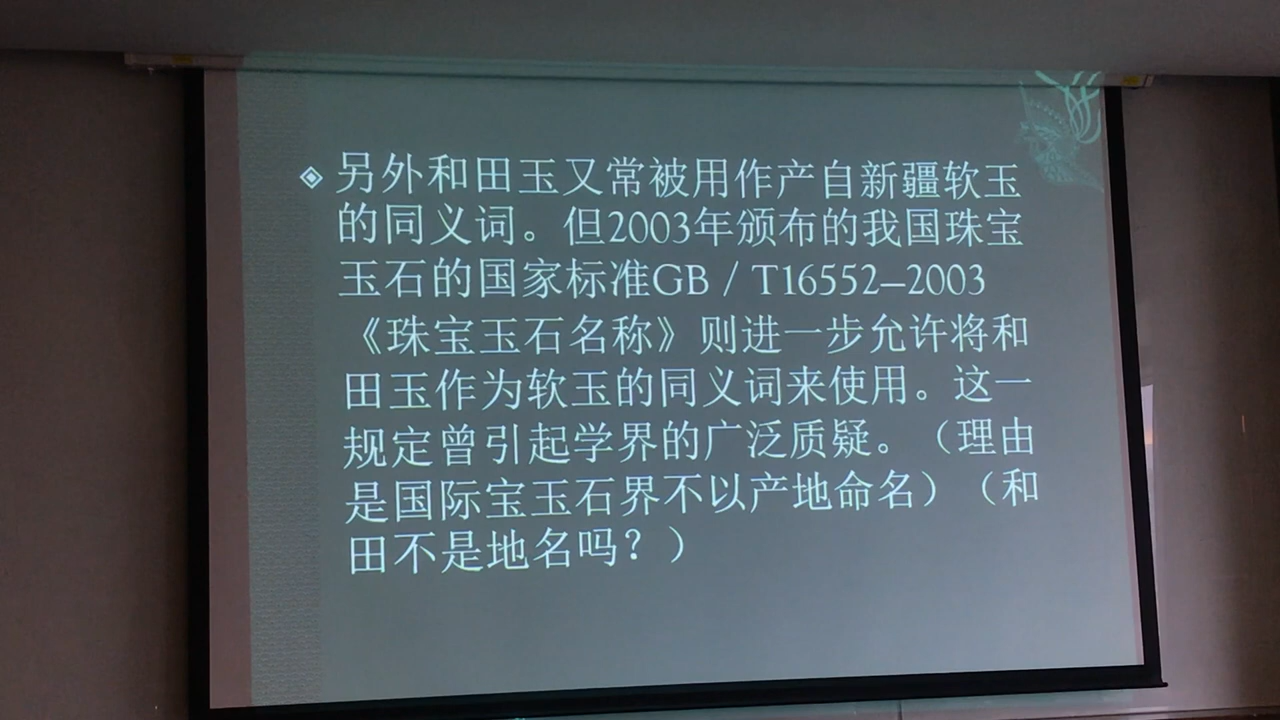 另外和田玉又常被用作产自新疆软玉
的同义词。但2003年颁布的我国珠宝
玉石的国家标准GB / T16552–2003
《珠宝玉石名称》则进一步允许将和
田玉作为软玉的同义词来使用。这一
规定曾引起学界的广泛质疑。（理由
是国际宝玉石界不以产地命名）（和
田不是地名吗？）